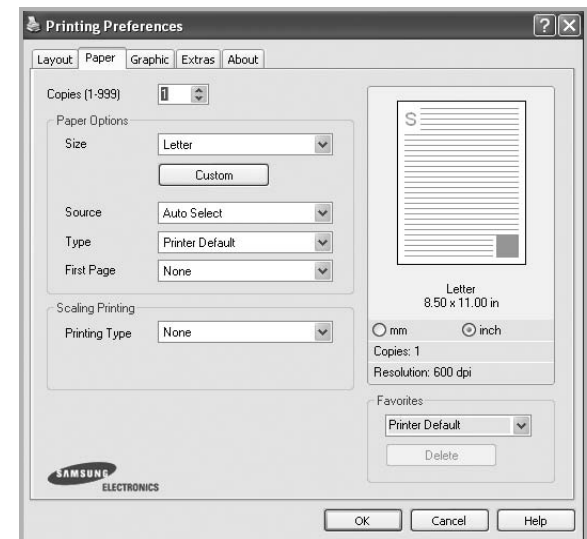 Printing Preferences
Layout Paper Graphic Extras About
Copies (1-999) 1
Paper Options
Size Letter
Custom
Source Auto Select
Type Printer Default
First Page None
Scaling Printing
Printing Type None
S
Letter
8.50 x 11.00 in
mm inch
Copies: 1
Resolution: 600 dpi
Favorites
Printer Default
Delete
SAMSUNG
ELECTRONICS
OK Cancel Help